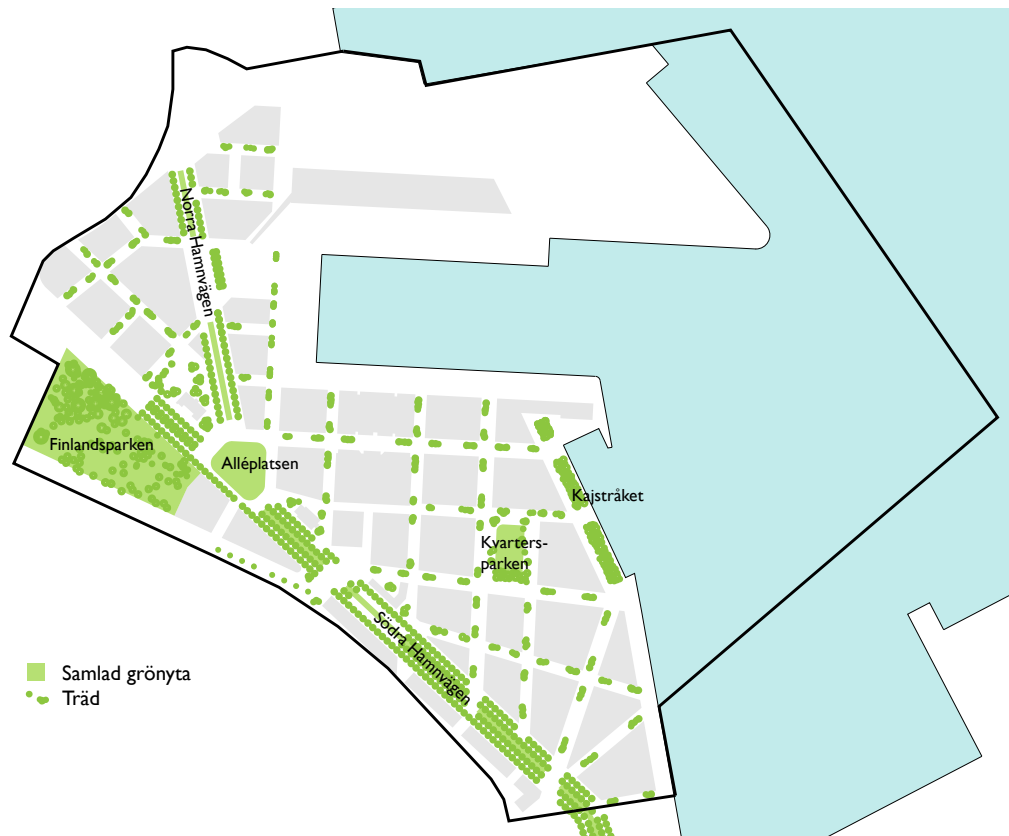 Norra Hamnvägen
Finlandsparken
Alléplatsen
Kajstråket
Kvarters-
parken
Södra Hamnvägen
Samlad grönyta
Träd